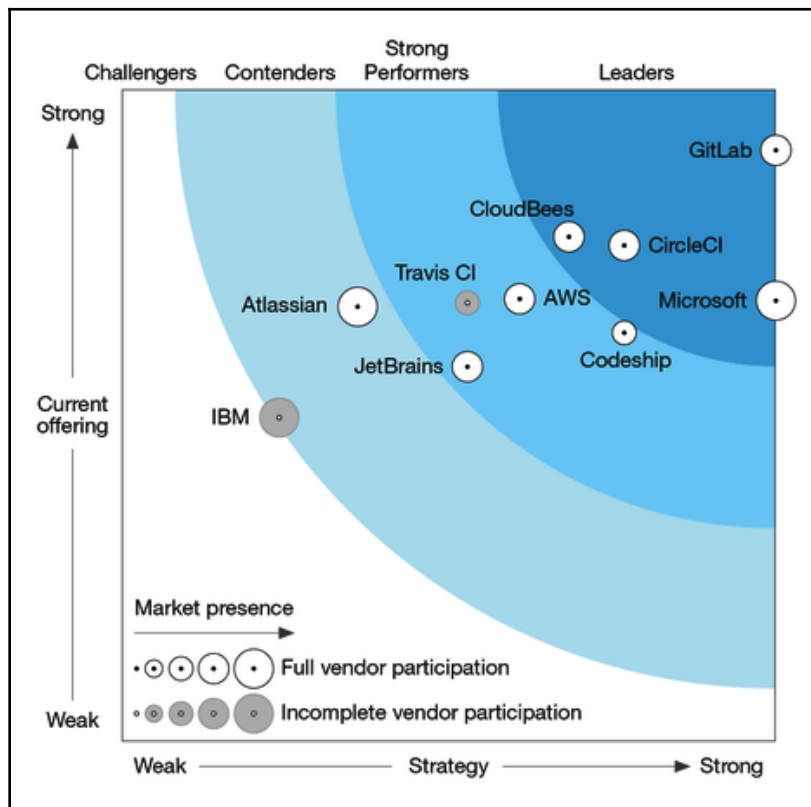 Strong
Performers
Challengers
Contenders
Leaders
Strong
GitLab
CloudBees
CircleCI
Travis CI
AWS
Microsoft
Atlassian
Codeship
JetBrains
Current
offering
IBM
Market presence
Full vendor participation
Incomplete vendor participation
Weak
Weak
Strategy
Strong